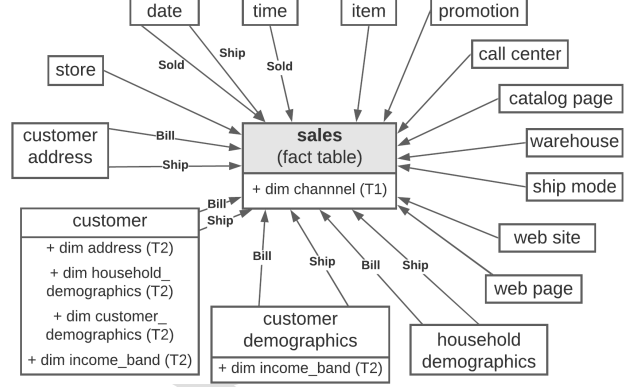 date
time
item
promotion
Ship
Sold
Sold
call center
store
catalog page
sales
(fact table)
customer
address
Bill
warehouse
Ship
+ dim channnel (T1)
ship mode
Bill
customer
Ship
web site
+ dim address (T2)
+ dim household_
demographics (T2)
Bill
Ship
Bill
Ship
web page
+ dim customer_
demographics (T2)
customer
demographics
household
demographics
+ dim income_band (T2)
+ dim income_band (T2)